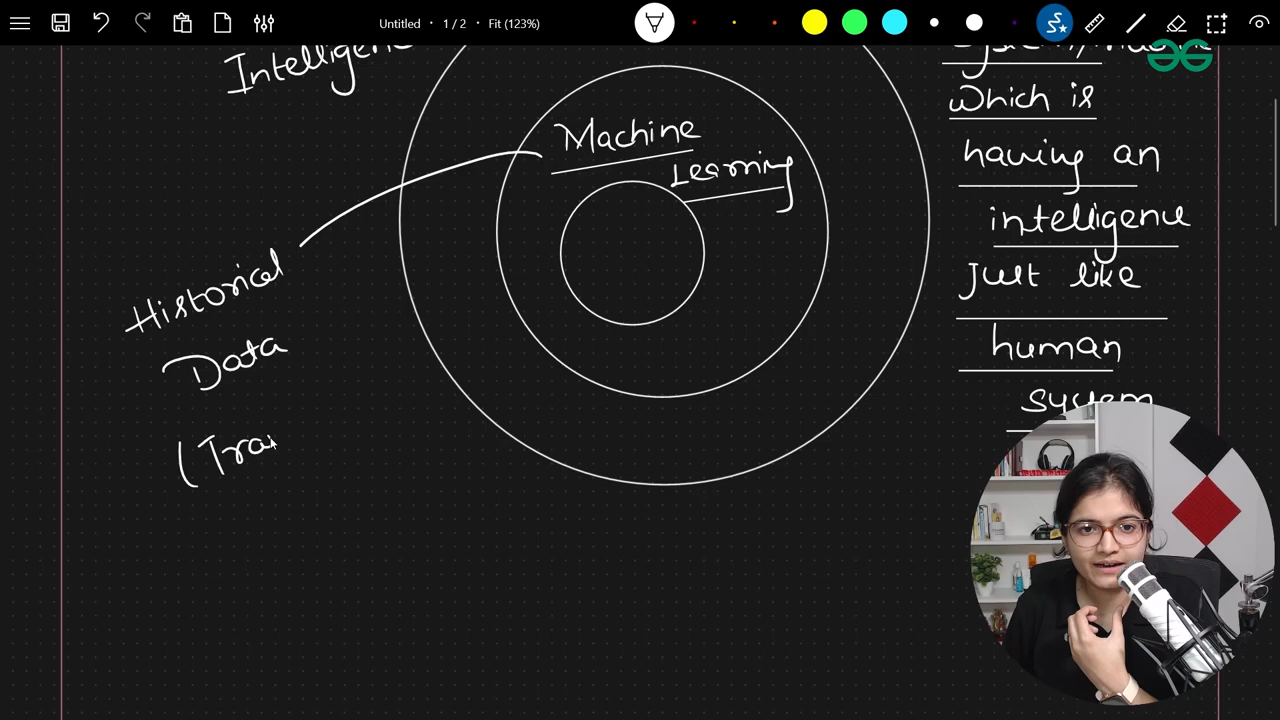 Untitled • 1 / 2 • Fit (123%)
Intelligence
Machine
Learning
Historical
Data
(Tra
which is
having an
intelligence
Just like
human
system